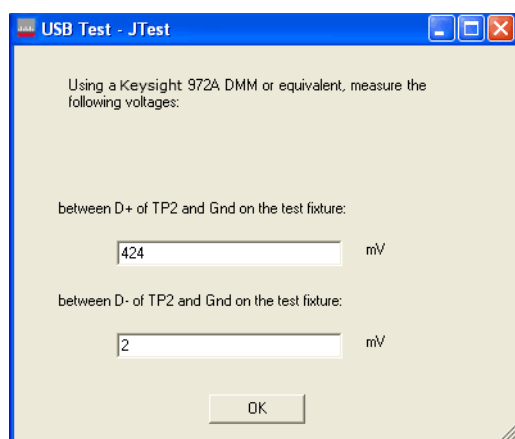 USB Test - JTest
Using a Keysight 972A DMM or equivalent, measure the
following voltages:
between D+ of TP2 and Gnd on the test fixture:
424 mV
between D- of TP2 and Gnd on the test fixture:
2 mV
OK